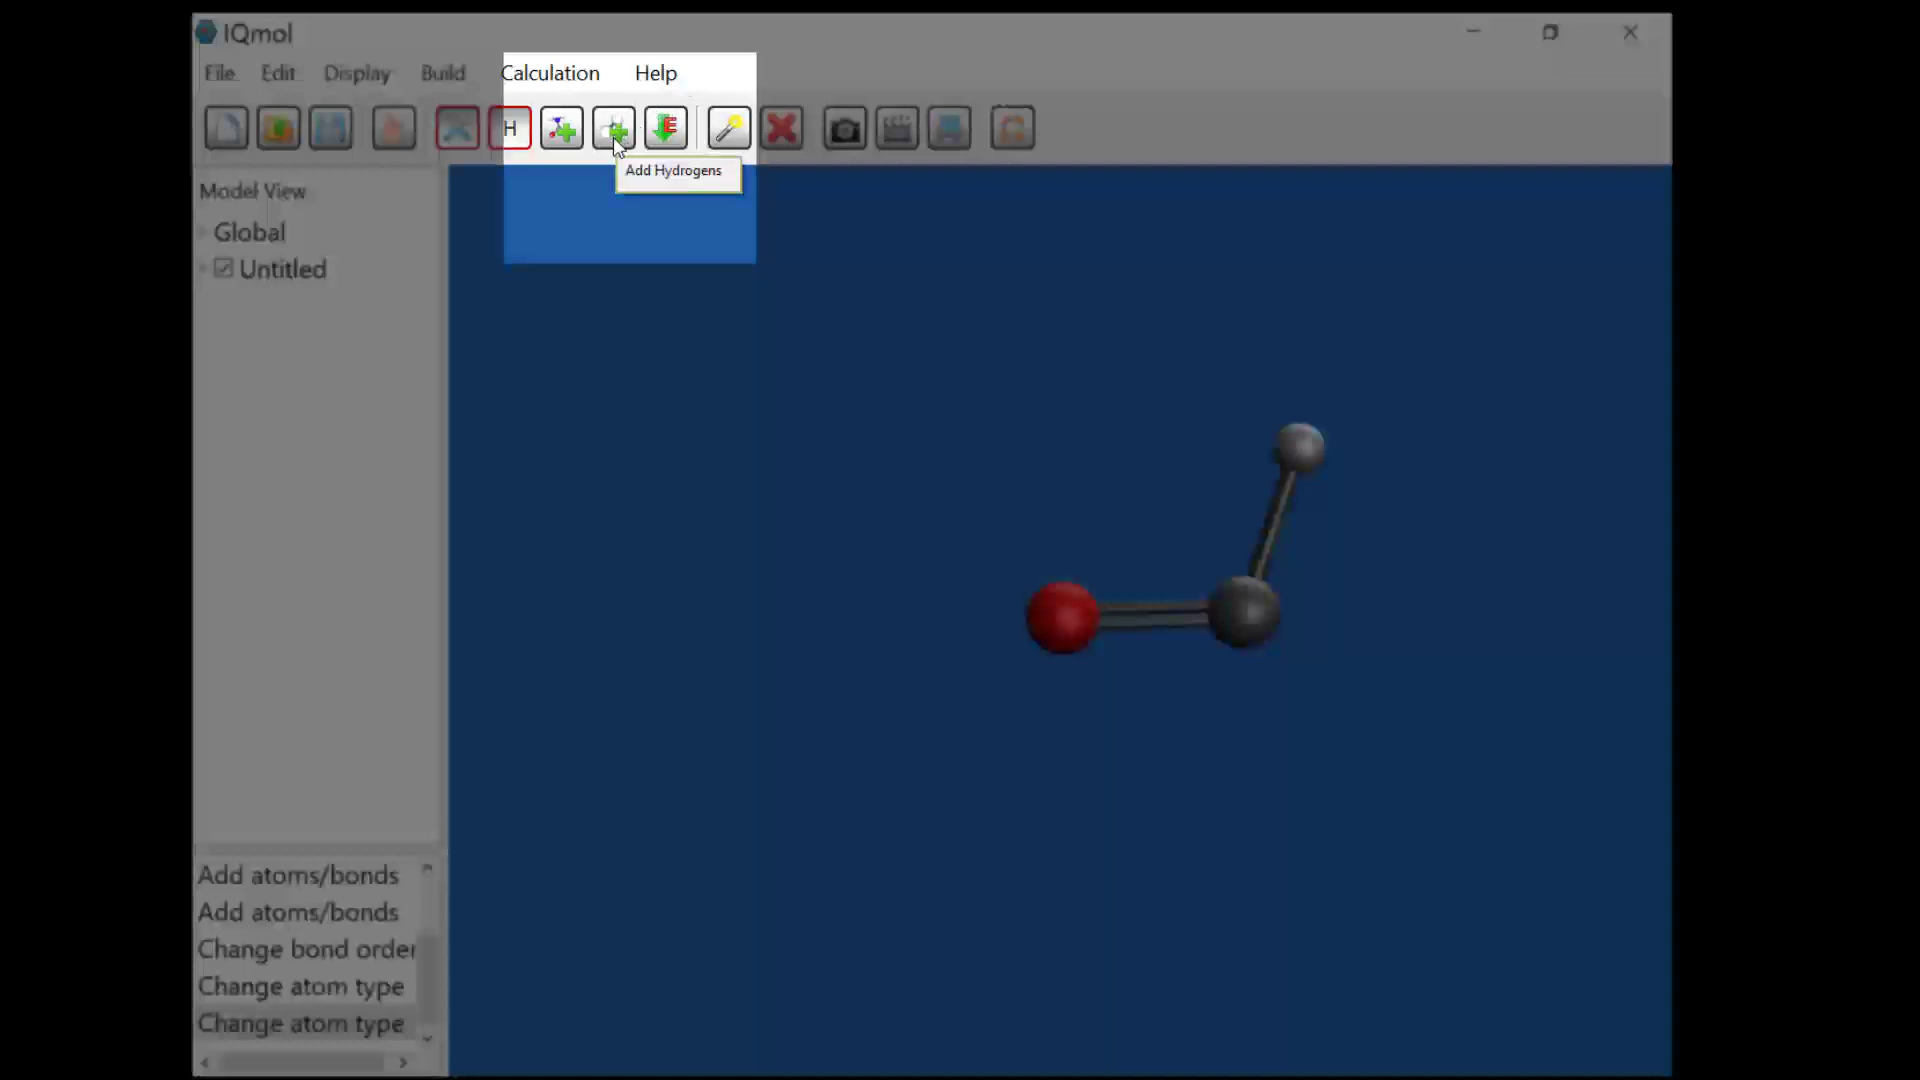 IQmol
File Edit Display Build Calculation Help
H
E
Add Hydrogens
Model View
Global
Untitled
Add atoms/bonds
Add atoms/bonds
Change bond order
Change atom type
Change atom type